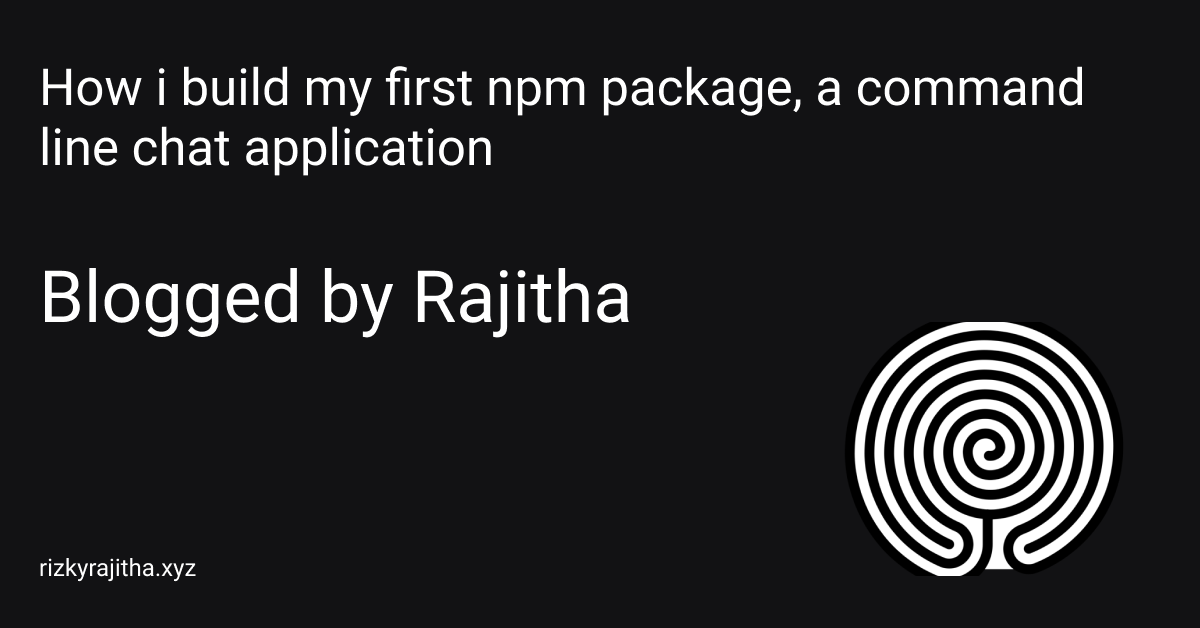 How i build my first npm package, a command
line chat application
Blogged by Rajitha
rizkyrajitha.xyz